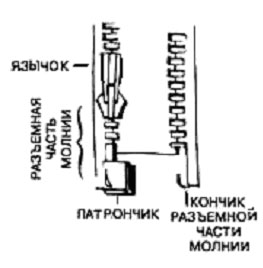 ЯЗЫЧОК
РАЗЪЕМНАЯ
ЧАСТЬ
МОЛНИИ
ПАТРОНЧИК
КОНЧИК
РАЗЪЕМНОЙ
ЧАСТИ
МОЛНИИ